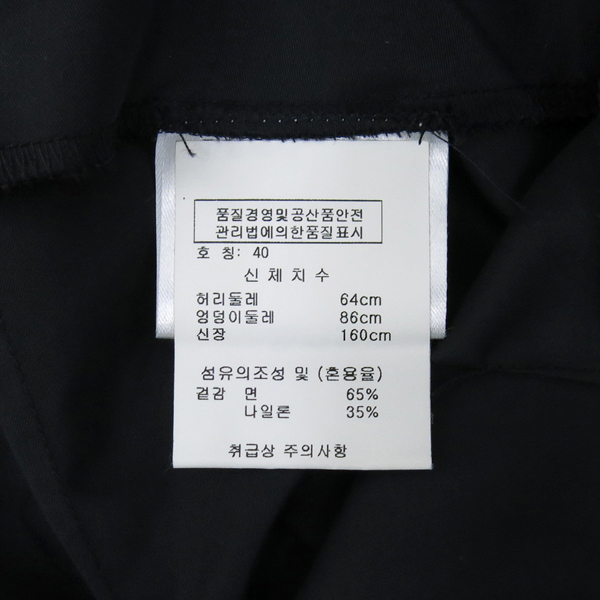 품질경영및공산품안전
관리법에의한품질표시
호 칭: 40
신체치수
허리둘레 64cm
엉덩이둘레 86cm
신장 160cm
섬유의조성 및 (혼용율)
겉감 면 65%
나일론 35%
취급상 주의사항